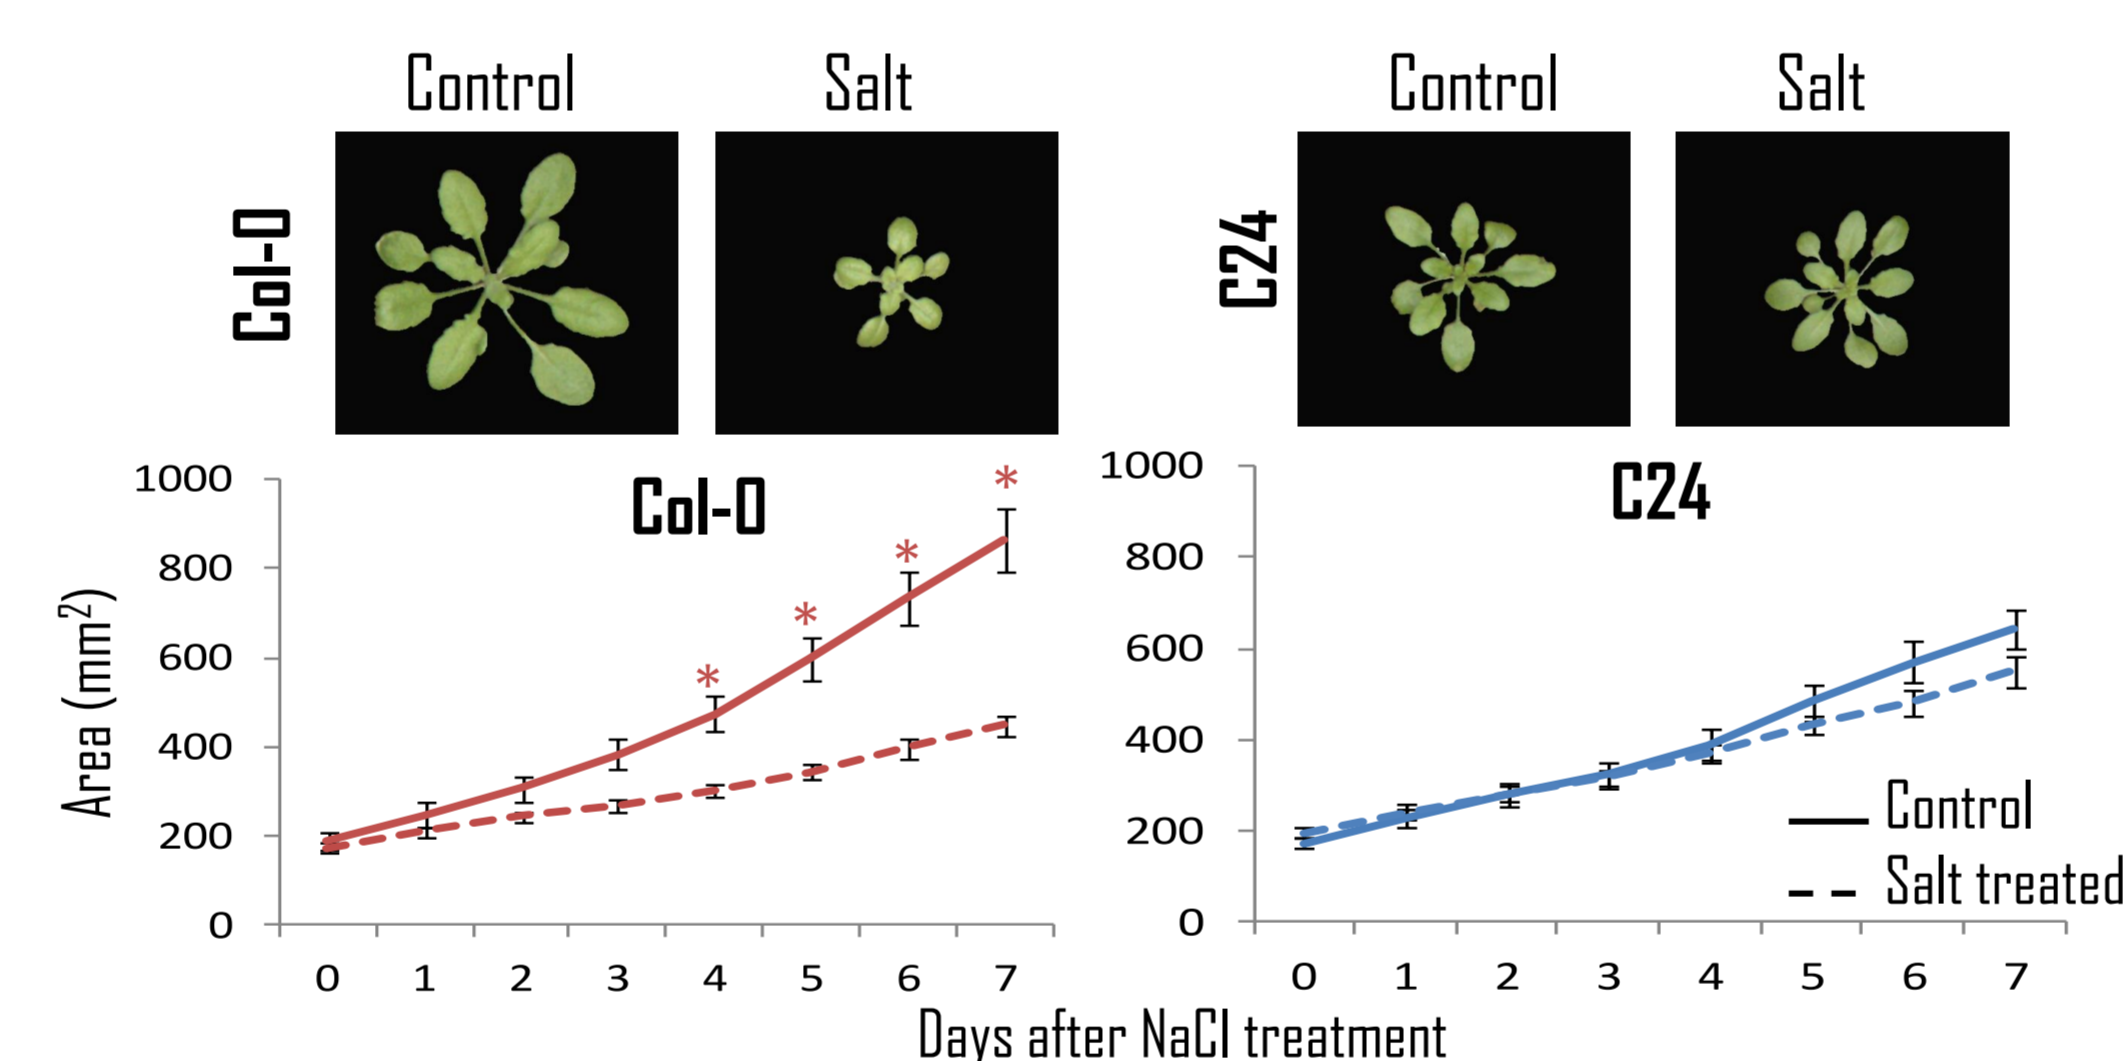 Control Salt
Control Salt
Col-0
C24
Col-0
1000
800
600
400
200
0
Area (mm²)
* * * *
0 1 2 3 4 5 6 7
C24
1000
800
600
400
200
0
Control
Salt treated
0 1 2 3 4 5 6 7
Days after NaCl treatment